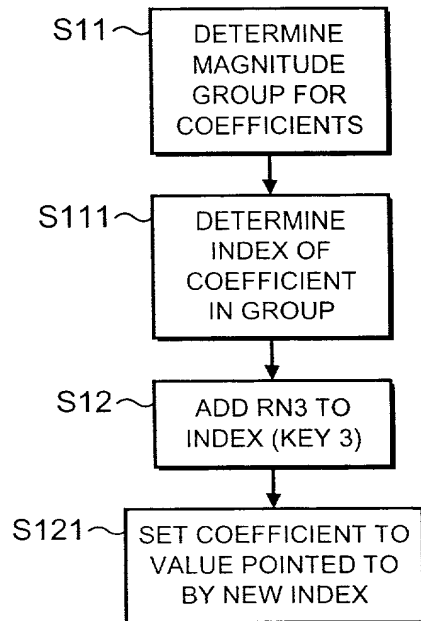 S11
DETERMINE
MAGNITUDE
GROUP FOR
COEFFICIENTS
S111
DETERMINE
INDEX OF
COEFFICIENT
IN GROUP
S12
ADD RN3 TO
INDEX (KEY 3)
S121
SET COEFFICIENT TO
VALUE POINTED TO
BY NEW INDEX